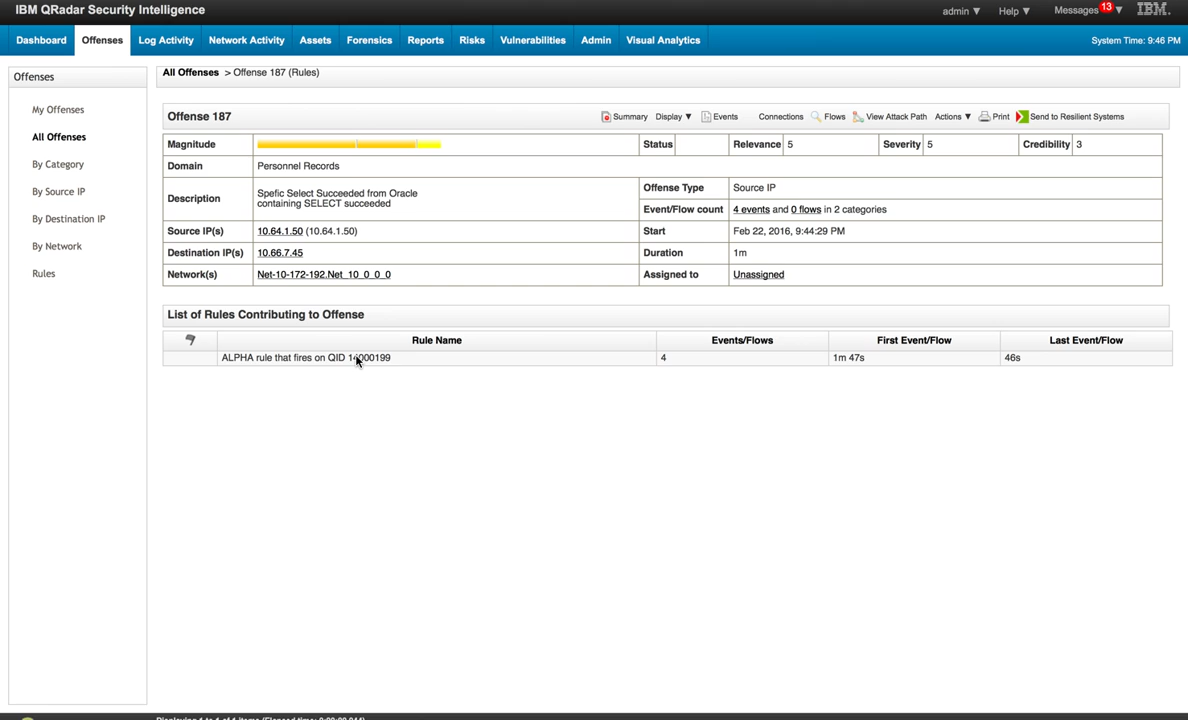 IBM QRadar Security Intelligence
admin ▼ Help ▼ Messages 13 ▼ IBM.
Dashboard Offenses Log Activity Network Activity Assets Forensics Reports Risks Vulnerabilities Admin Visual Analytics System Time: 9:46 PM
Offenses
My Offenses
All Offenses
By Category
By Source IP
By Destination IP
By Network
Rules
All Offenses > Offense 187 (Rules)
Offense 187 Summary Display ▼ Events Connections Flows View Attack Path Actions ▼ Print Send to Resilient Systems
Magnitude Status Relevance 5 Severity 5 Credibility 3
Domain Personnel Records
Description Spefic Select Succeeded from Oracle
containing SELECT succeeded
Offense Type Source IP
Event/Flow count 4 events and 0 flows in 2 categories
Source IP(s) 10.64.1.50 (10.64.1.50) Start Feb 22, 2016, 9:44:29 PM
Destination IP(s) 10.66.7.45 Duration 1m
Network(s) Net-10-172-192.Net_10_0_0_0 Assigned to Unassigned
List of Rules Contributing to Offense
Rule Name Events/Flows First Event/Flow Last Event/Flow
ALPHA rule that fires on QID 4 1m 47s 46s